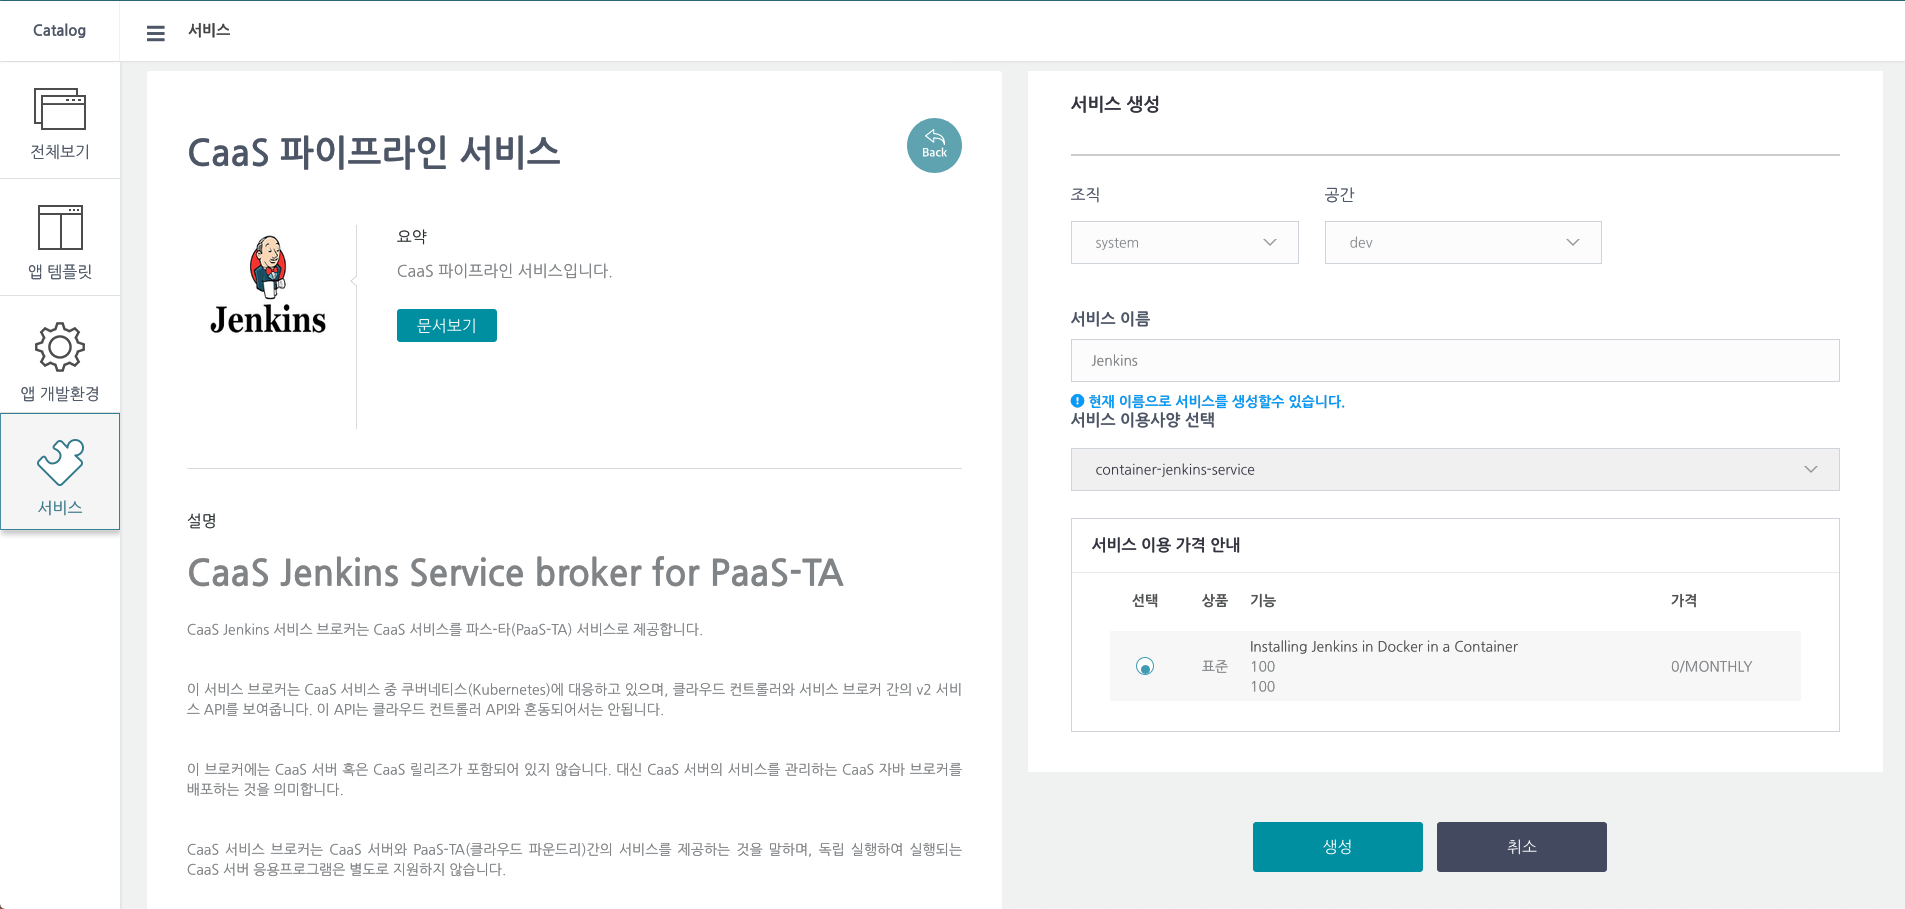 Catalog
서비스
전체보기
앱 템플릿
앱 개발환경
서비스
CaaS 파이프라인 서비스
Back
Jenkins
요약
CaaS 파이프라인 서비스입니다.
문서보기
설명
CaaS Jenkins Service broker for PaaS-TA
CaaS Jenkins 서비스 브로커는 CaaS 서비스를 파스-타(PaaS-TA) 서비스로 제공합니다.
이 서비스 브로커는 CaaS 서비스 중 쿠버네티스(Kubernetes)에 대응하고 있으며, 클라우드 컨트롤러와 서비스 브로커 간의 v2 서비
스 API를 보여줍니다. 이 API는 클라우드 컨트롤러 API와 혼동되어서는 안됩니다.
이 브로커에는 CaaS 서버 혹은 CaaS 릴리즈가 포함되어 있지 않습니다. 대신 CaaS 서버의 서비스를 관리하는 CaaS 자바 브로커를
배포하는 것을 의미합니다.
CaaS 서비스 브로커는 CaaS 서버와 PaaS-TA(클라우드 파운드리)간의 서비스를 제공하는 것을 말하며, 독립 실행하여 실행되는
CaaS 서버 응용프로그램은 별도로 지원하지 않습니다.
서비스 생성
조직
공간
system
dev
서비스 이름
Jenkins
현재 이름으로 서비스를 생성할수 있습니다.
서비스 이용사양 선택
container-jenkins-service
서비스 이용 가격 안내
선택 상품 기능 가격
Installing Jenkins in Docker in a Container
표준 100 0/MONTHLY
100
생성
취소